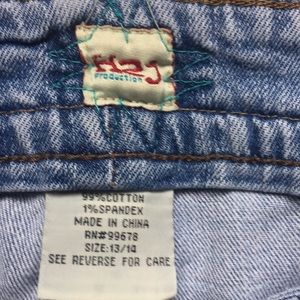 Production
99% COTTON
1% SPANDEX
MADE IN CHINA
RN#99678
SIZE:13/14
SEE REVERSE FOR CARE